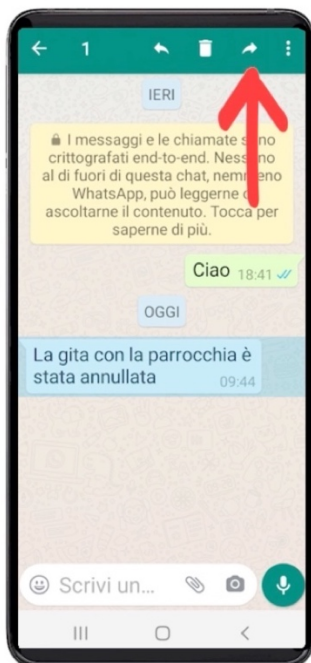 1
IERI
I messaggi e le chiamate sono
crittografati end-to-end. Nessuno
al di fuori di questa chat, nemmeno
WhatsApp, può leggerne o
ascoltarne il contenuto. Tocca per
saperne di più.
Ciao 18:41
OGGI
La gita con la parrocchia è
stata annullata 09:44
Scrivi un...